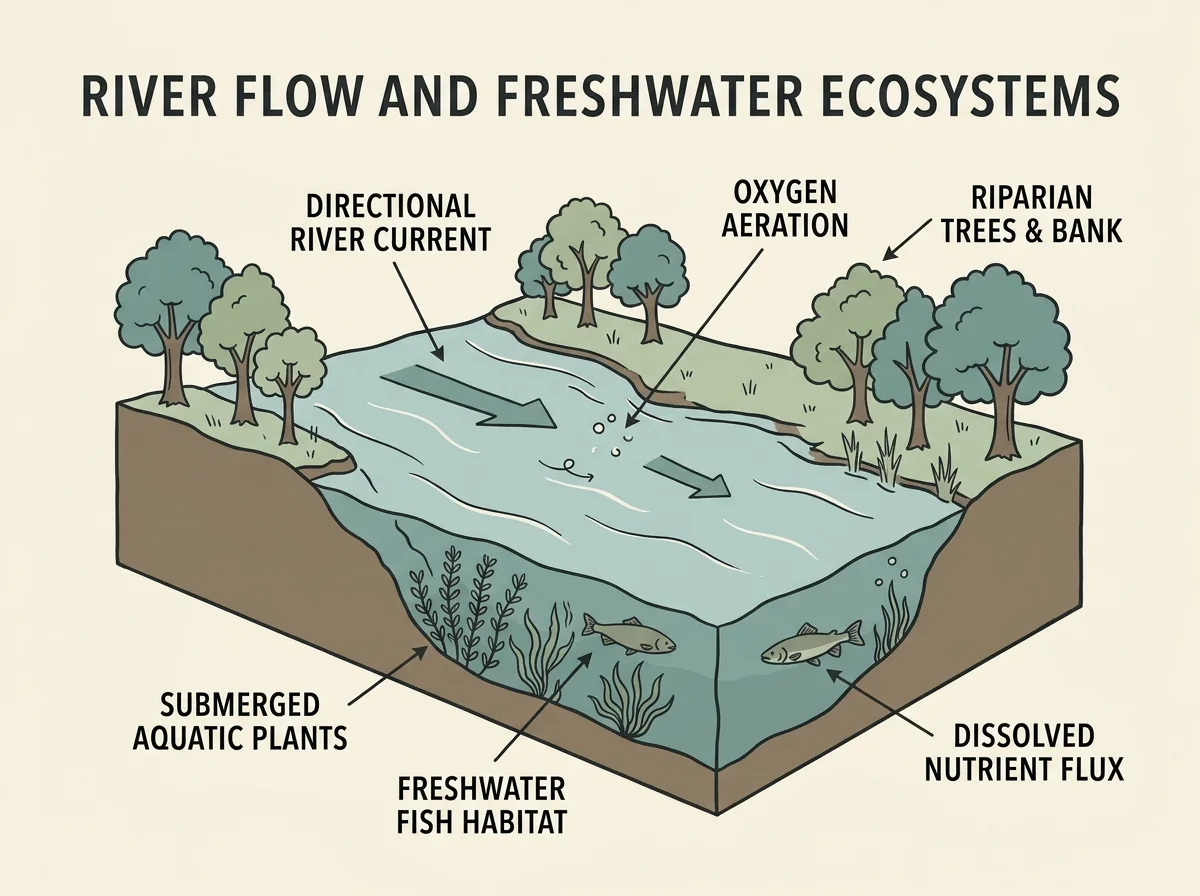 RIVER FLOW AND FRESHWATER ECOSYSTEMS
DIRECTIONAL
RIVER CURRENT
OXYGEN
AERATION
RIPARIAN
TREES & BANK
SUBMERGED
AQUATIC PLANTS
FRESHWATER
FISH HABITAT
DISSOLVED
NUTRIENT FLUX